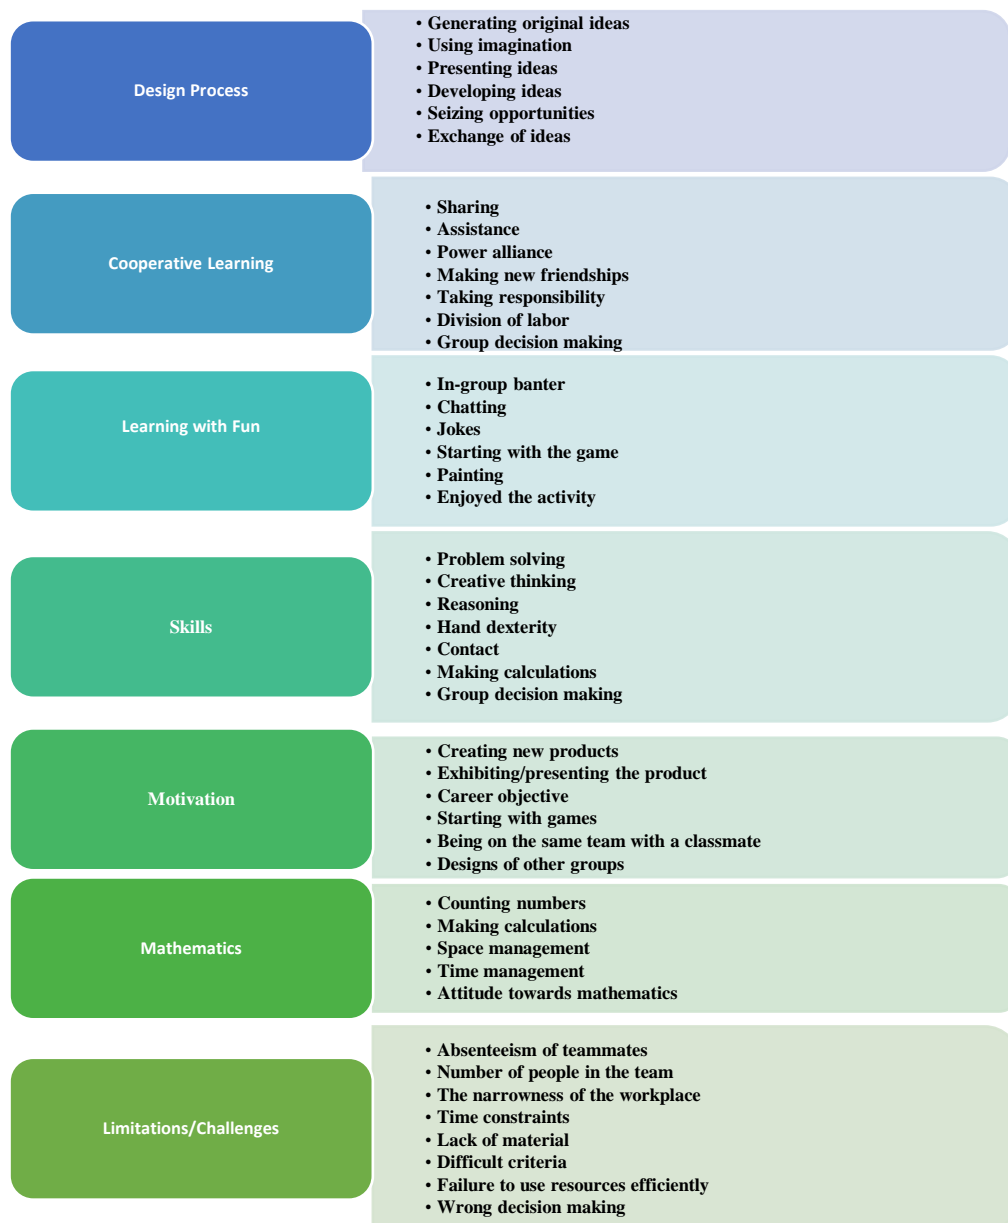 Design Process
• Generating original ideas
• Using imagination
• Presenting ideas
• Developing ideas
• Seizing opportunities
• Exchange of ideas
Cooperative Learning
• Sharing
• Assistance
• Power alliance
• Making new friendships
• Taking responsibility
• Division of labor
• Group decision making
Learning with Fun
• In-group banter
• Chatting
• Jokes
• Starting with the game
• Painting
• Enjoyed the activity
Skills
• Problem solving
• Creative thinking
• Reasoning
• Hand dexterity
• Contact
• Making calculations
• Group decision making
Motivation
• Creating new products
• Exhibiting/presenting the product
• Career objective
• Starting with games
• Being on the same team with a classmate
• Designs of other groups
Mathematics
• Counting numbers
• Making calculations
• Space management
• Time management
• Attitude towards mathematics
Limitations/Challenges
• Absenteeism of teammates
• Number of people in the team
• The narrowness of the workplace
• Time constraints
• Lack of material
• Difficult criteria
• Failure to use resources efficiently
• Wrong decision making